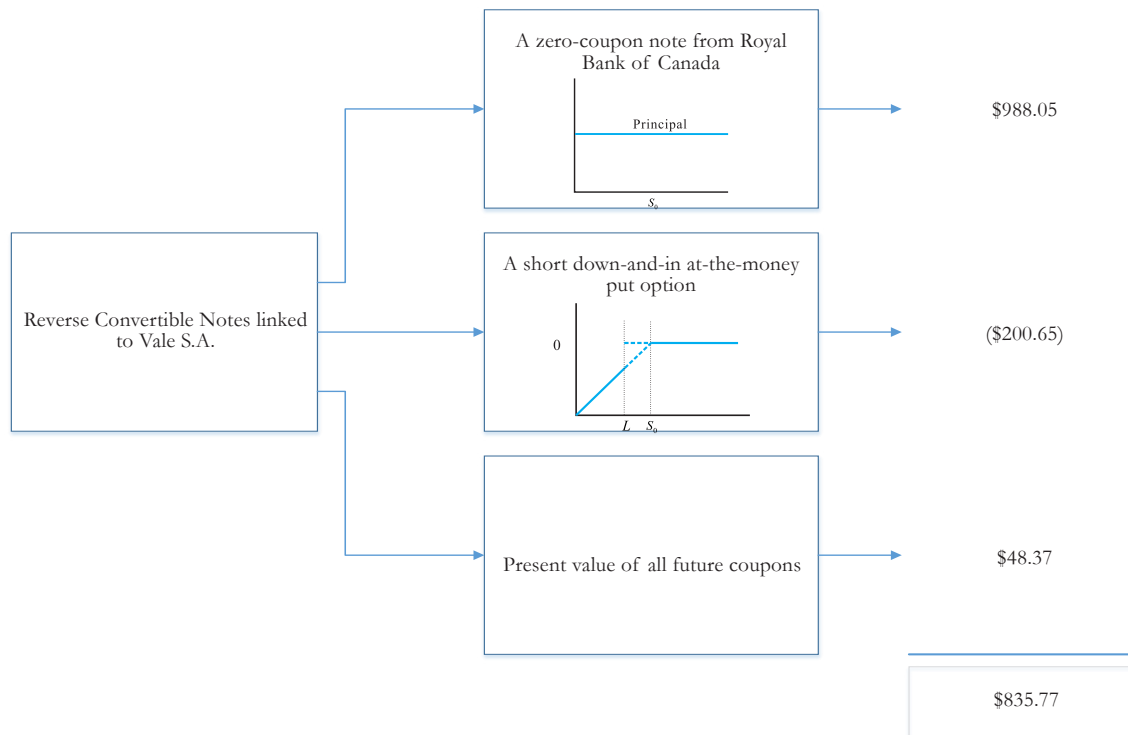 A zero-coupon note from Royal
Bank of Canada
Principal
S₀
$988.05
Reverse Convertible Notes linked
to Vale S.A.
A short down-and-in at-the-money
put option
0
L S₀
($200.65)
Present value of all future coupons
$48.37
$835.77